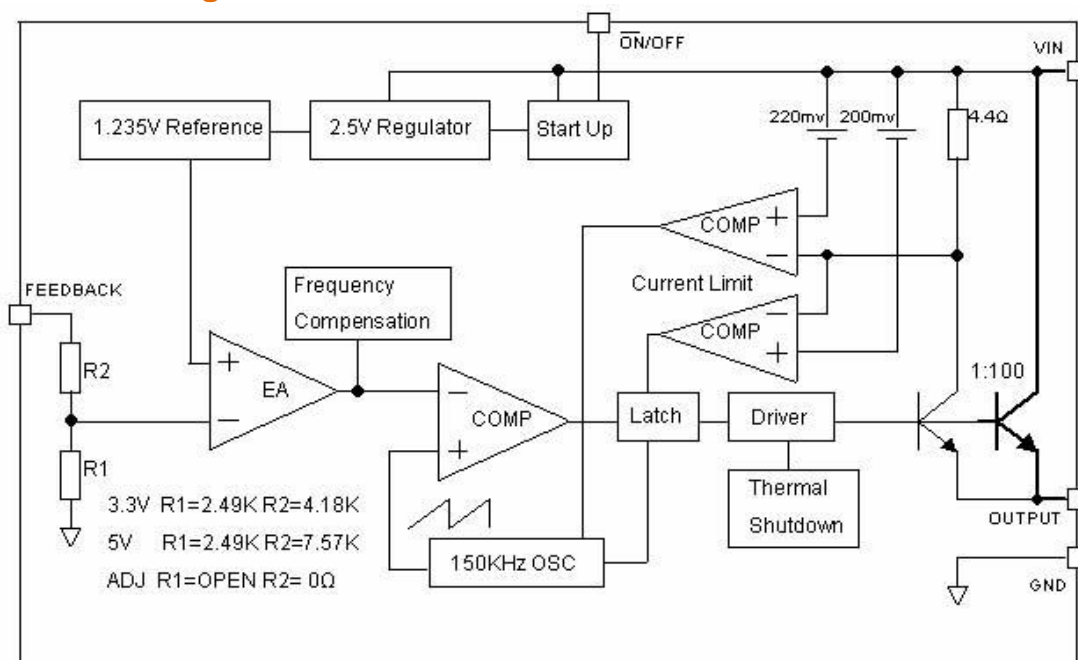 ON/OFF
VIN
1.235V Reference
2.5V Regulator
Start Up
220mv
200mv
4.4Ω
COMP
+
−
Current Limit
FEEDBACK
Frequency
Compensation
−
COMP
+
R2
+
EA
−
−
COMP
+
1:100
Latch
Driver
R1
Thermal
Shutdown
3.3V R1=2.49K R2=4.18K
5V R1=2.49K R2=7.57K
ADJ R1=OPEN R2= 0Ω
150KHz OSC
OUTPUT
GND